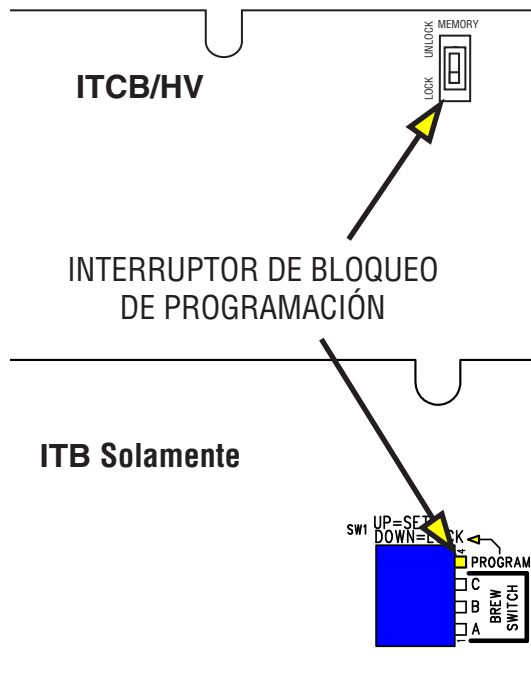 MEMORY
UNLOCK
LOCK
ITCB/HV
INTERRUPTOR DE BLOQUEO
DE PROGRAMACIÓN
ITB Solamente
SW1
UP=SET
DOWN=
4
PROGRAM
C
B
A
1
BREW
SWITCH